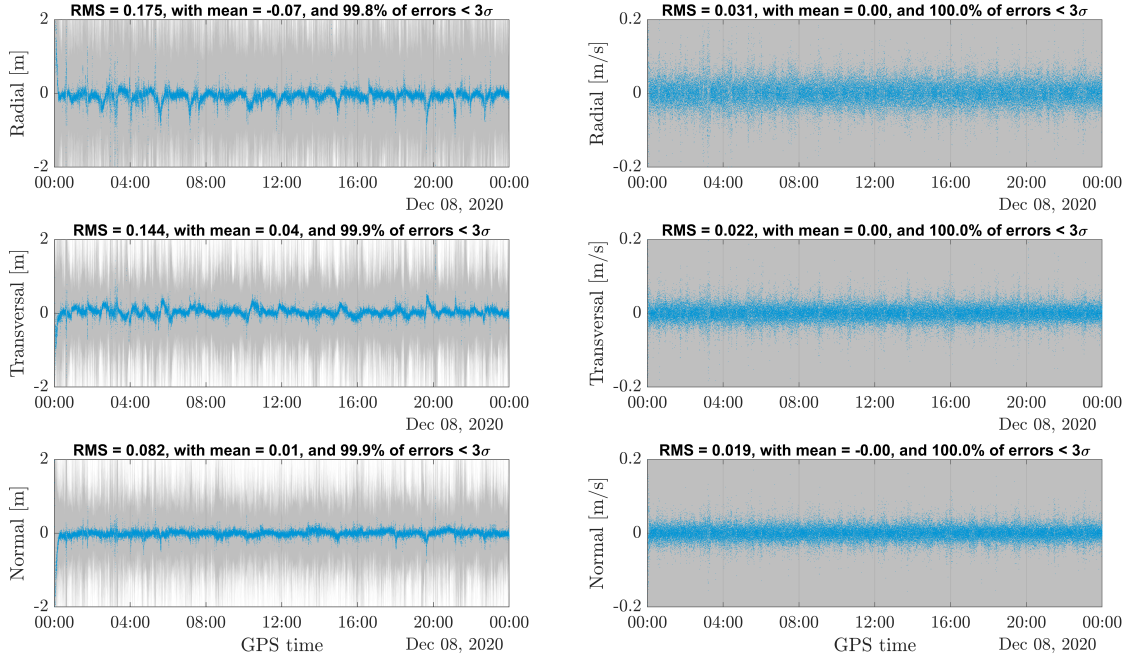 RMS = 0.175, with mean = -0.07, and 99.8% of errors < 3σ
Radial [m]
2
0
-2
00:00 04:00 08:00 12:00 16:00 20:00 00:00
Dec 08, 2020
RMS = 0.031, with mean = 0.00, and 100.0% of errors < 3σ
Radial [m/s]
0.2
0
-0.2
00:00 04:00 08:00 12:00 16:00 20:00 00:00
Dec 08, 2020
RMS = 0.144, with mean = 0.04, and 99.9% of errors < 3σ
Transversal [m]
2
0
-2
00:00 04:00 08:00 12:00 16:00 20:00 00:00
Dec 08, 2020
RMS = 0.022, with mean = 0.00, and 100.0% of errors < 3σ
Transversal [m/s]
0.2
0
-0.2
00:00 04:00 08:00 12:00 16:00 20:00 00:00
Dec 08, 2020
RMS = 0.082, with mean = 0.01, and 99.9% of errors < 3σ
Normal [m]
2
0
-2
00:00 04:00 08:00 12:00 16:00 20:00 00:00
GPS time Dec 08, 2020
RMS = 0.019, with mean = -0.00, and 100.0% of errors < 3σ
Normal [m/s]
0.2
0
-0.2
00:00 04:00 08:00 12:00 16:00 20:00 00:00
GPS time Dec 08, 2020